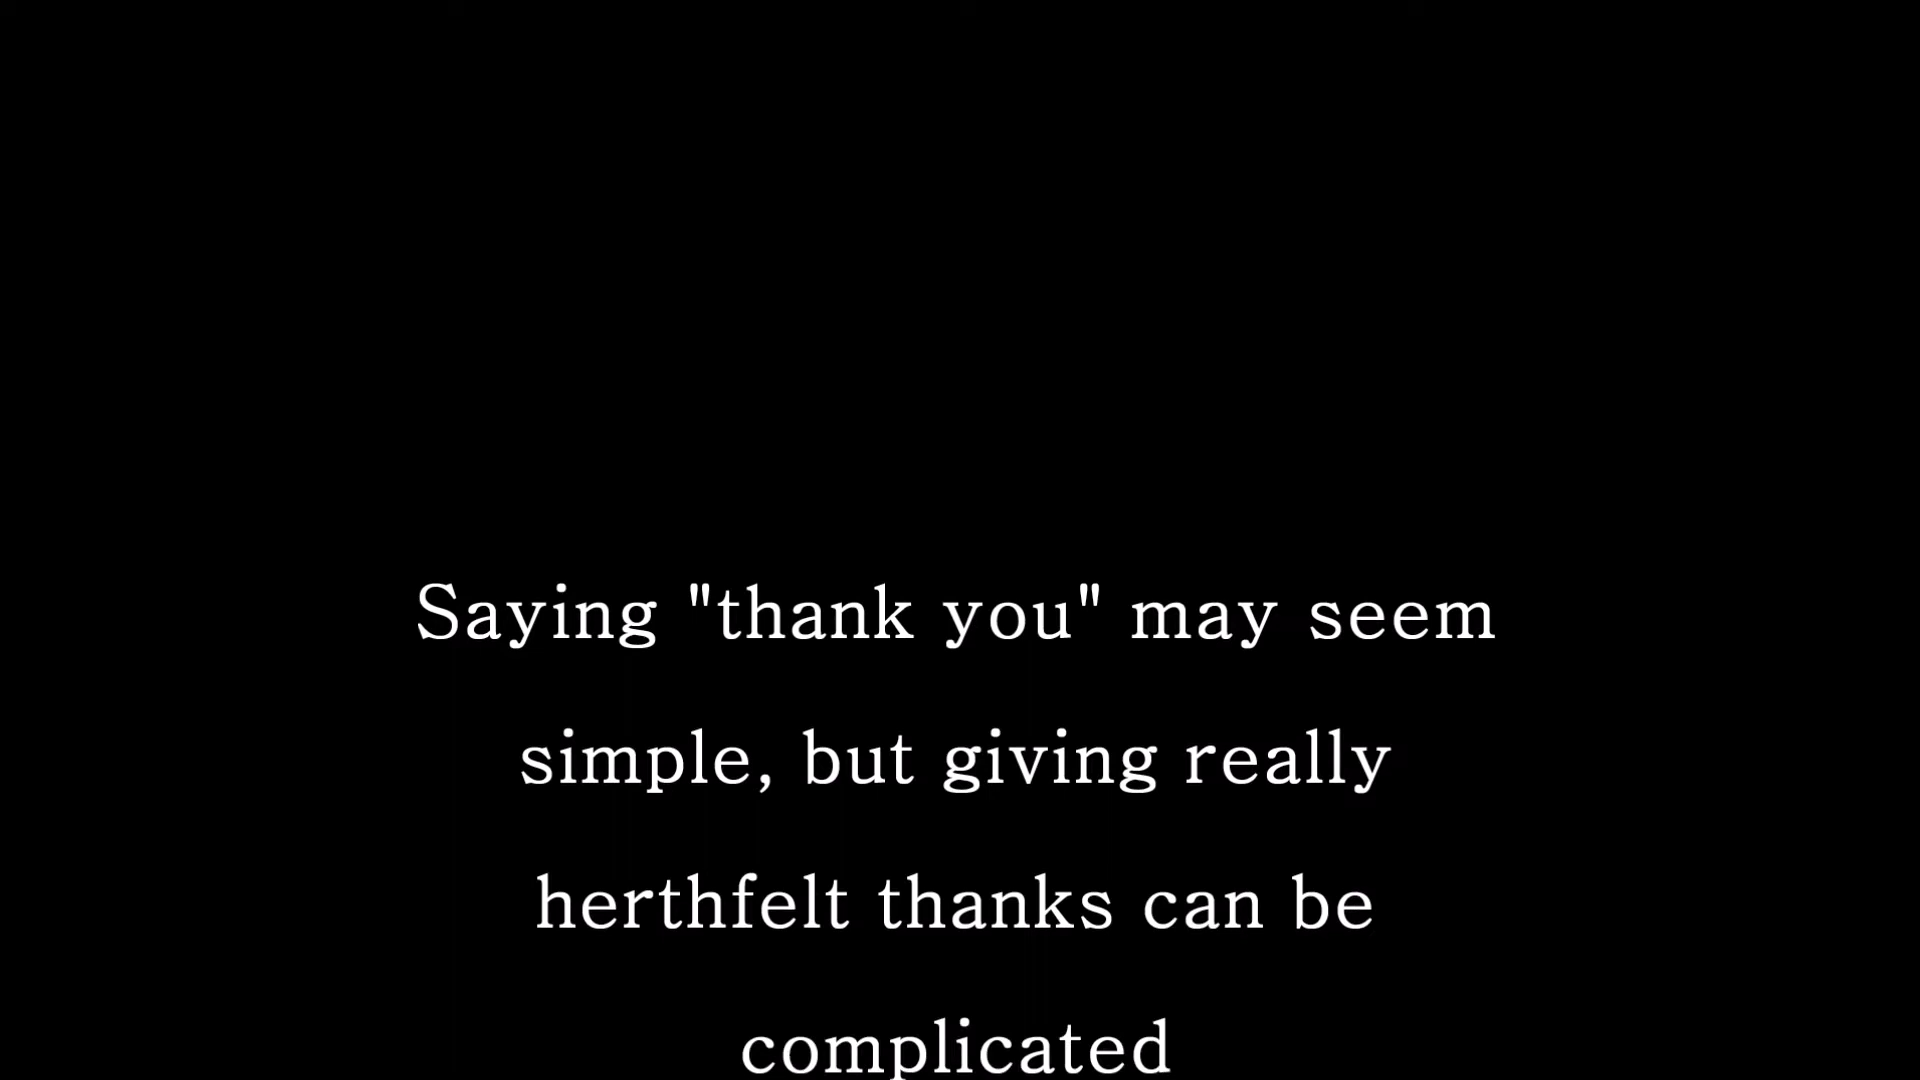 Saying "thank you" may seem
simple, but giving really
herthfelt thanks can be
complicated